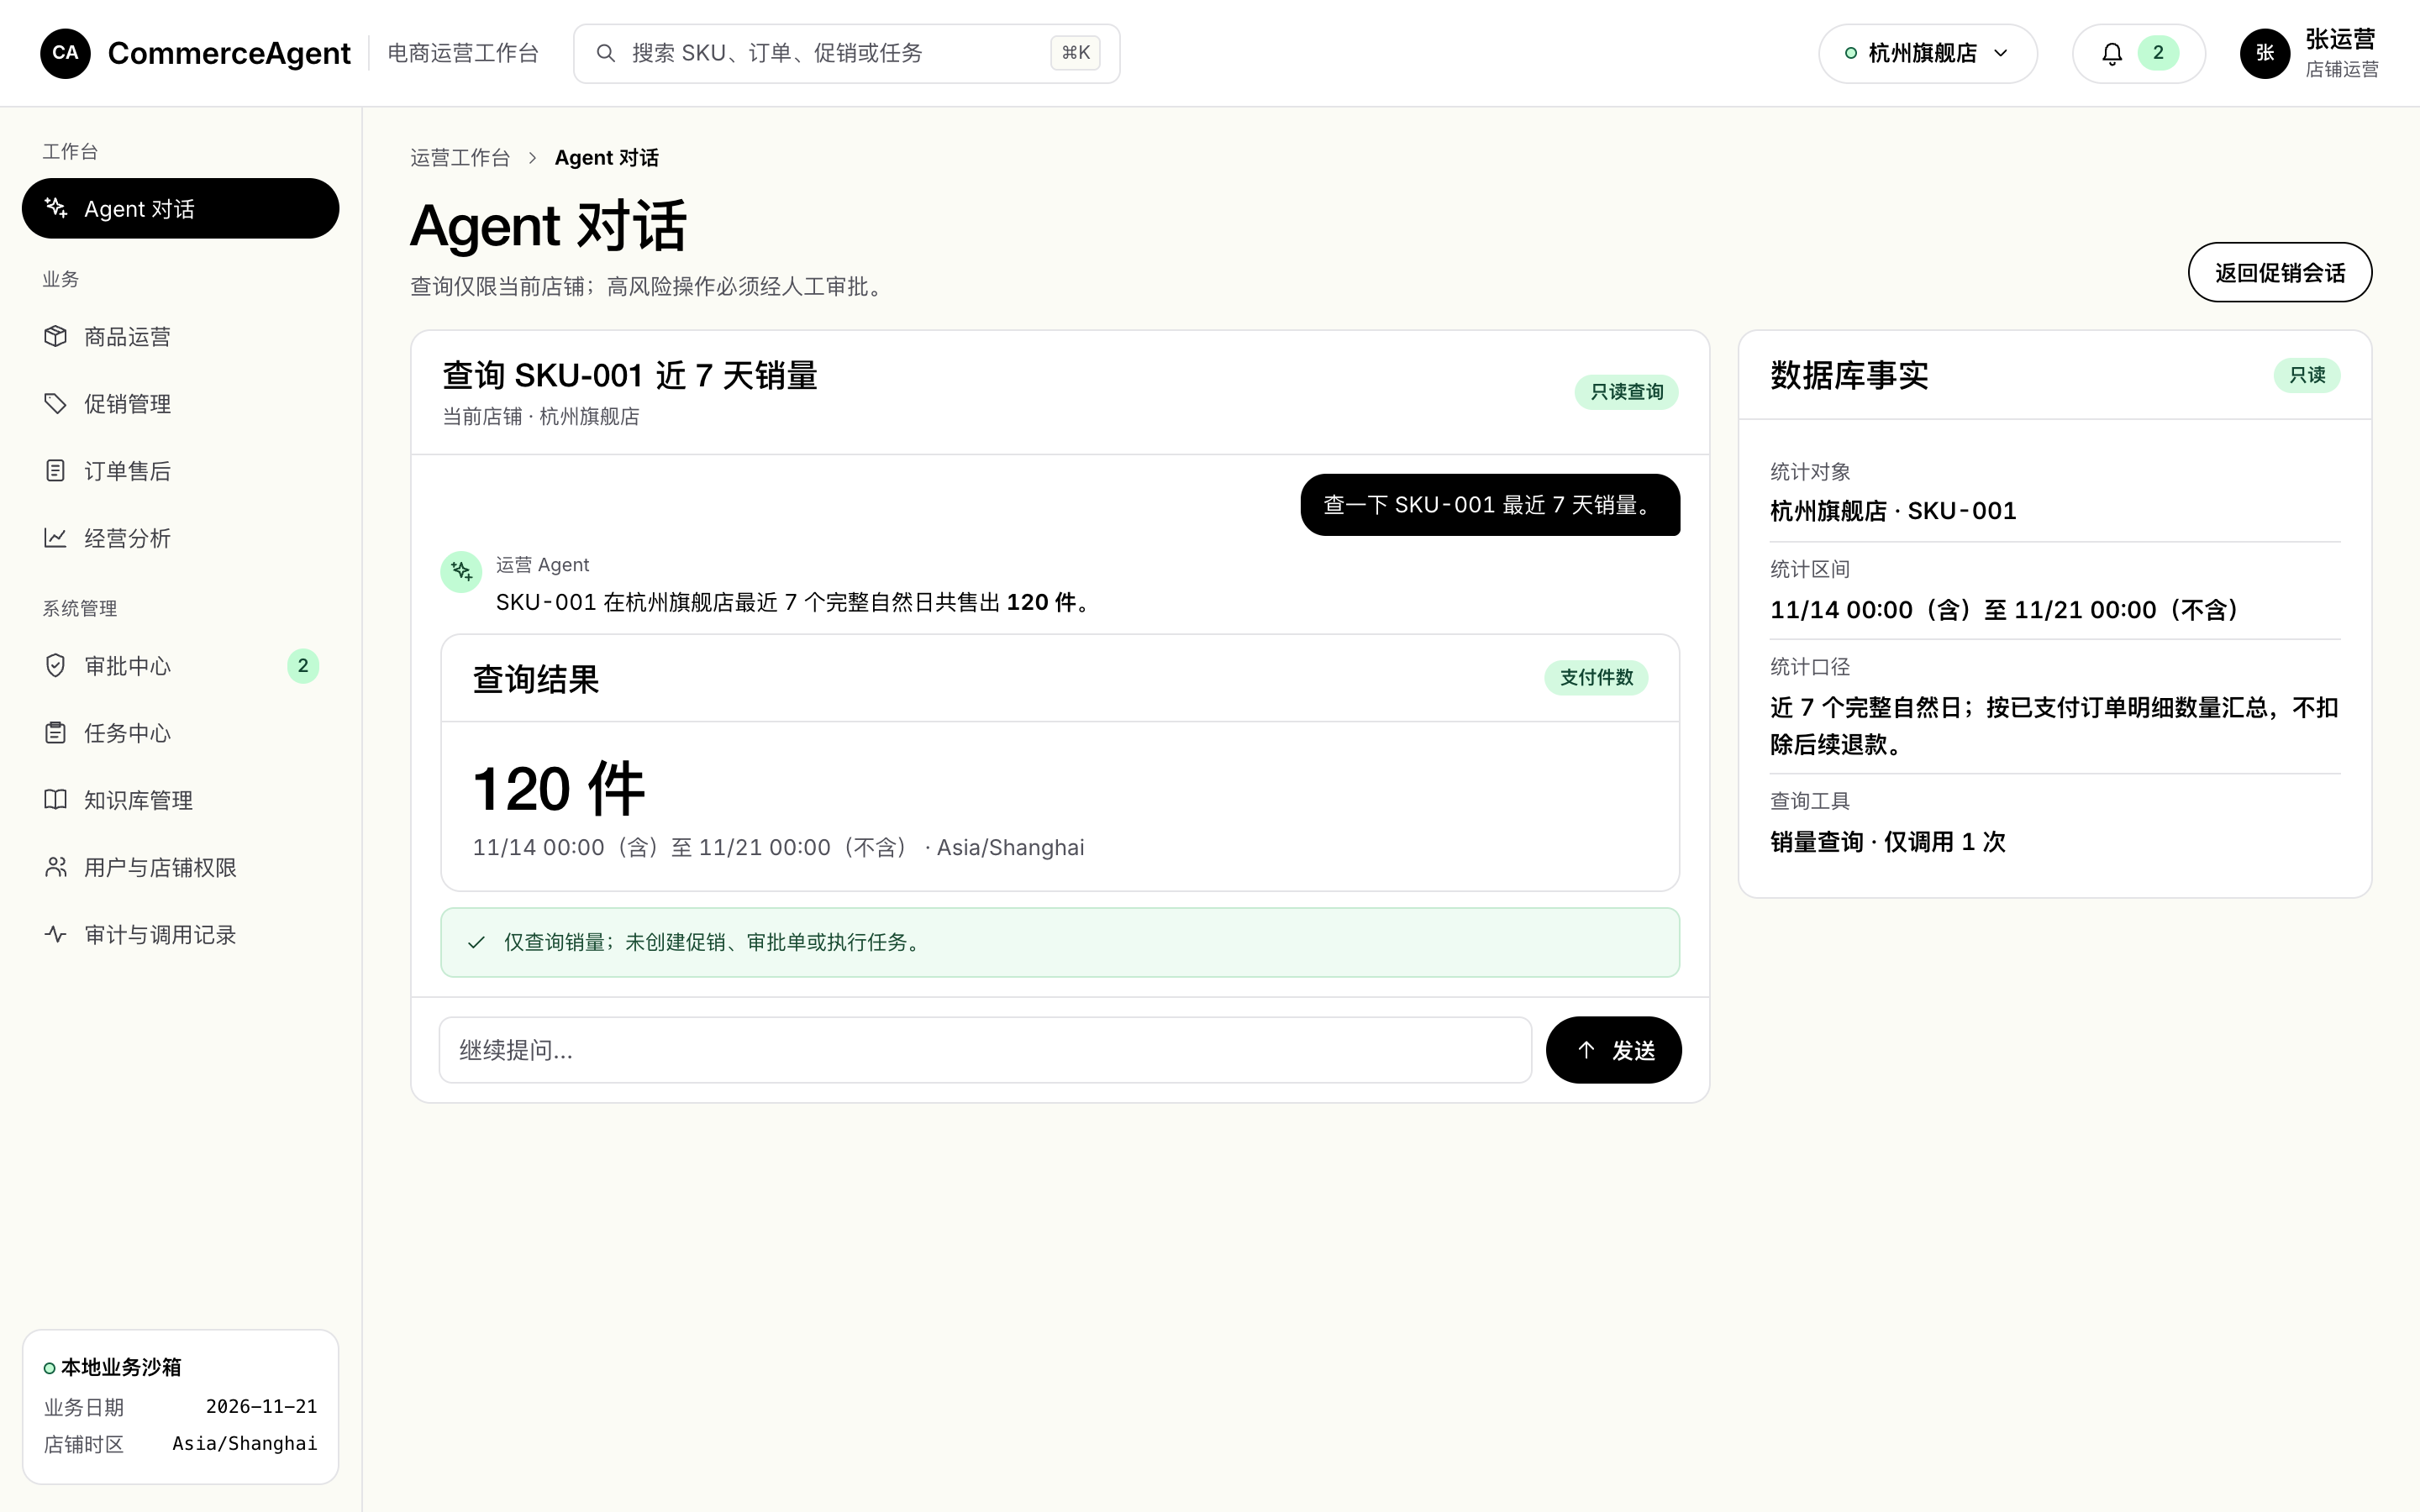 CA
CommerceAgent
电商运营工作台
搜索 SKU、订单、促销或任务
⌘K
杭州旗舰店
2
张
张运营
店铺运营
工作台
Agent 对话
业务
商品运营
促销管理
订单售后
经营分析
系统管理
审批中心
2
任务中心
知识库管理
用户与店铺权限
审计与调用记录
本地业务沙箱
业务日期 2026-11-21
店铺时区 Asia/Shanghai
运营工作台 > Agent 对话
Agent 对话
查询仅限当前店铺；高风险操作必须经人工审批。
返回促销会话
查询 SKU-001 近 7 天销量
当前店铺 · 杭州旗舰店
只读查询
查一下 SKU-001 最近 7 天销量。
运营 Agent
SKU-001 在杭州旗舰店最近 7 个完整自然日共售出 120 件。
查询结果
支付件数
120 件
11/14 00:00（含）至 11/21 00:00（不含） · Asia/Shanghai
仅查询销量；未创建促销、审批单或执行任务。
继续提问...
发送
数据库事实
只读
统计对象
杭州旗舰店 · SKU-001
统计区间
11/14 00:00（含）至 11/21 00:00（不含）
统计口径
近 7 个完整自然日；按已支付订单明细数量汇总，不扣
除后续退款。
查询工具
销量查询 · 仅调用 1 次